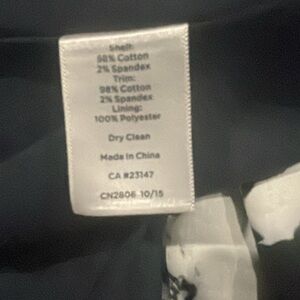 Shell:
98% Cotton
2% Spandex
Trim:
98% Cotton
2% Spandex
Lining:
100% Polyester
Dry Clean
Made In China
CA #23147
CN2808 10/15